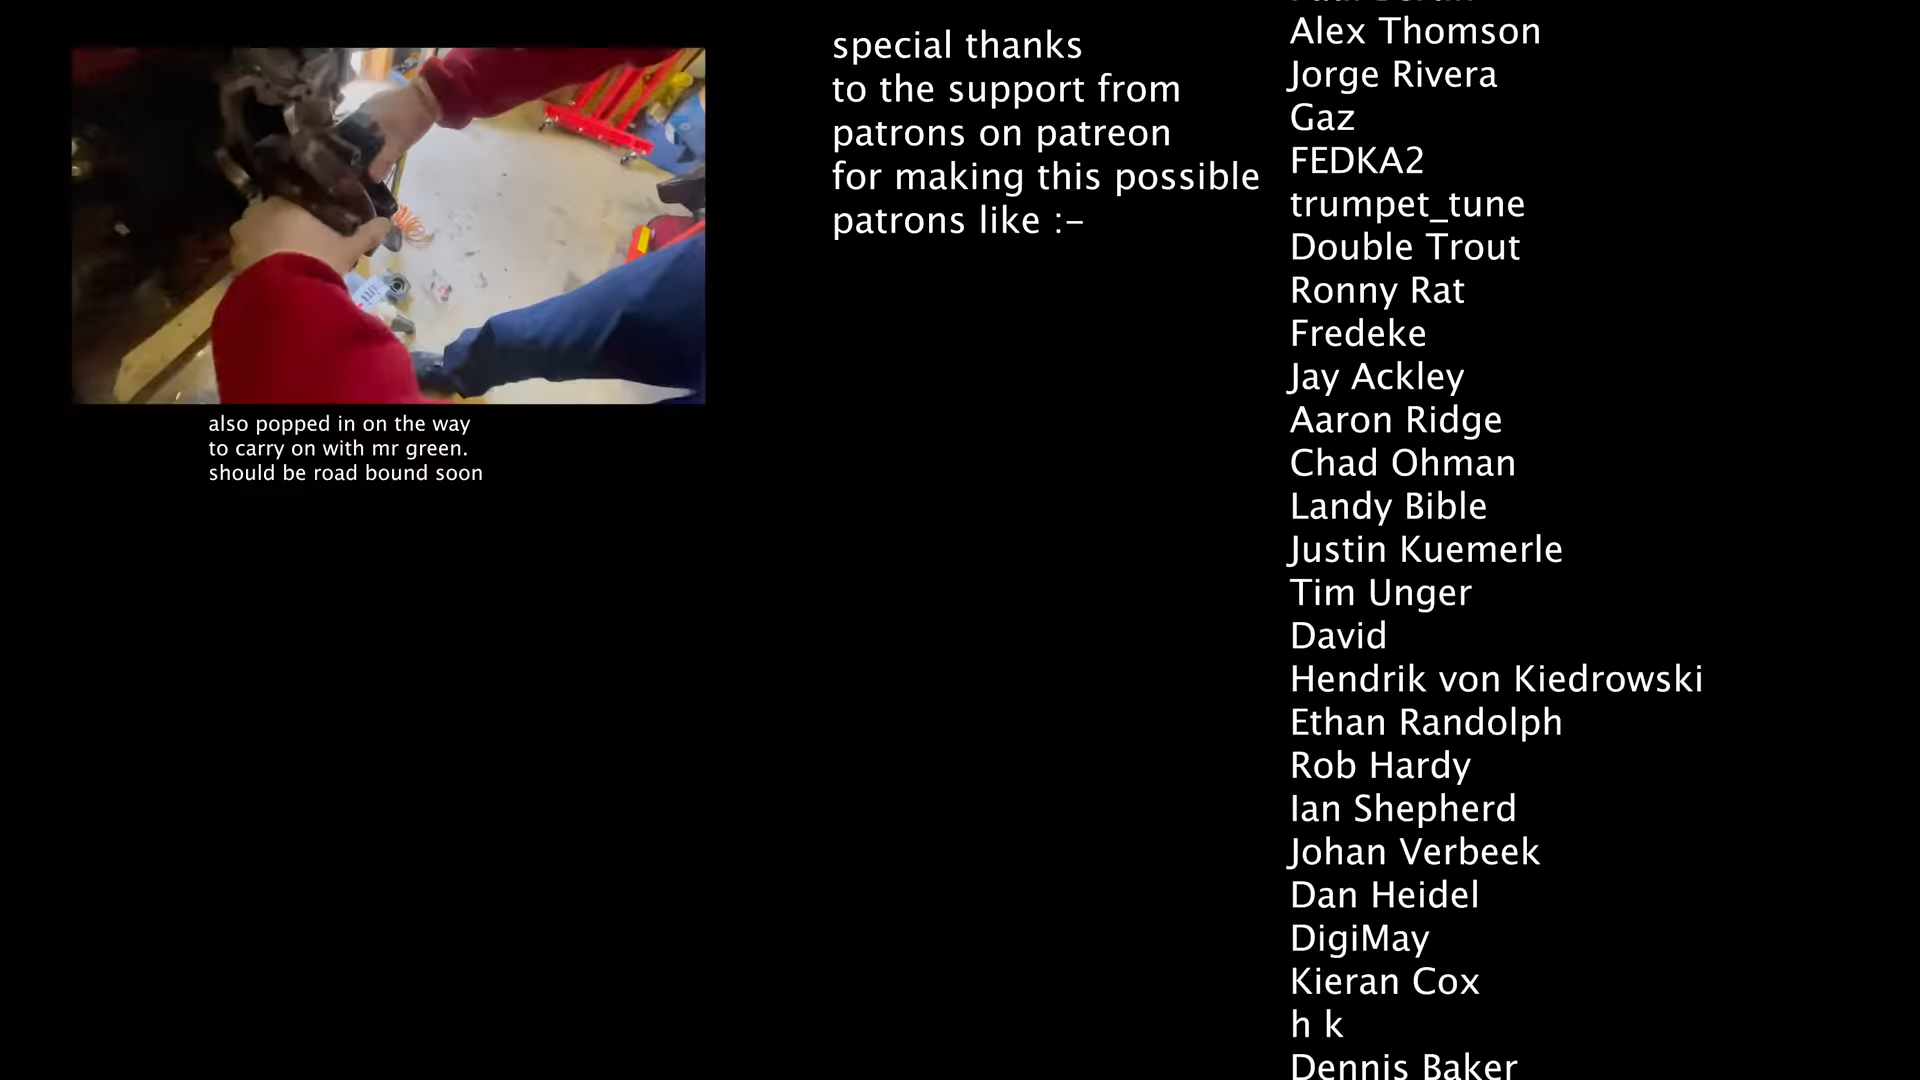 special thanks
to the support from
patrons on patreon
for making this possible
patrons like :-
also popped in on the way
to carry on with mr green.
should be road bound soon
Alex Thomson
Jorge Rivera
Gaz
FEDKA2
trumpet_tune
Double Trout
Ronny Rat
Fredeke
Jay Ackley
Aaron Ridge
Chad Ohman
Landy Bible
Justin Kuemerle
Tim Unger
David
Hendrik von Kiedrowski
Ethan Randolph
Rob Hardy
Ian Shepherd
Johan Verbeek
Dan Heidel
DigiMay
Kieran Cox
h k
Dennis Baker